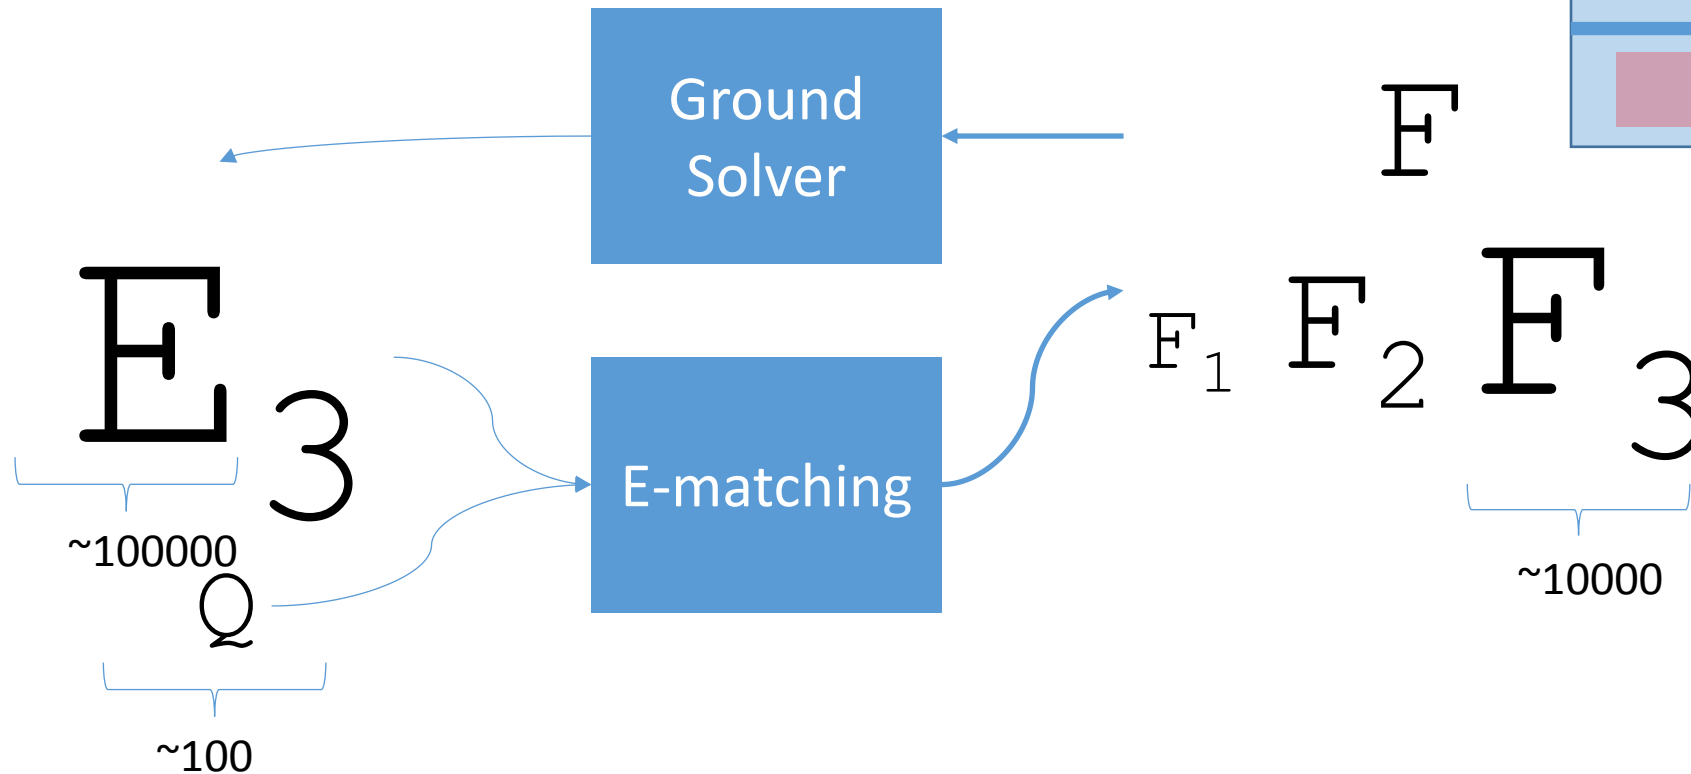 Ground
Solver
F
E₃
F₁ F₂ F₃
E-matching
~100000
~10000
Q
~100